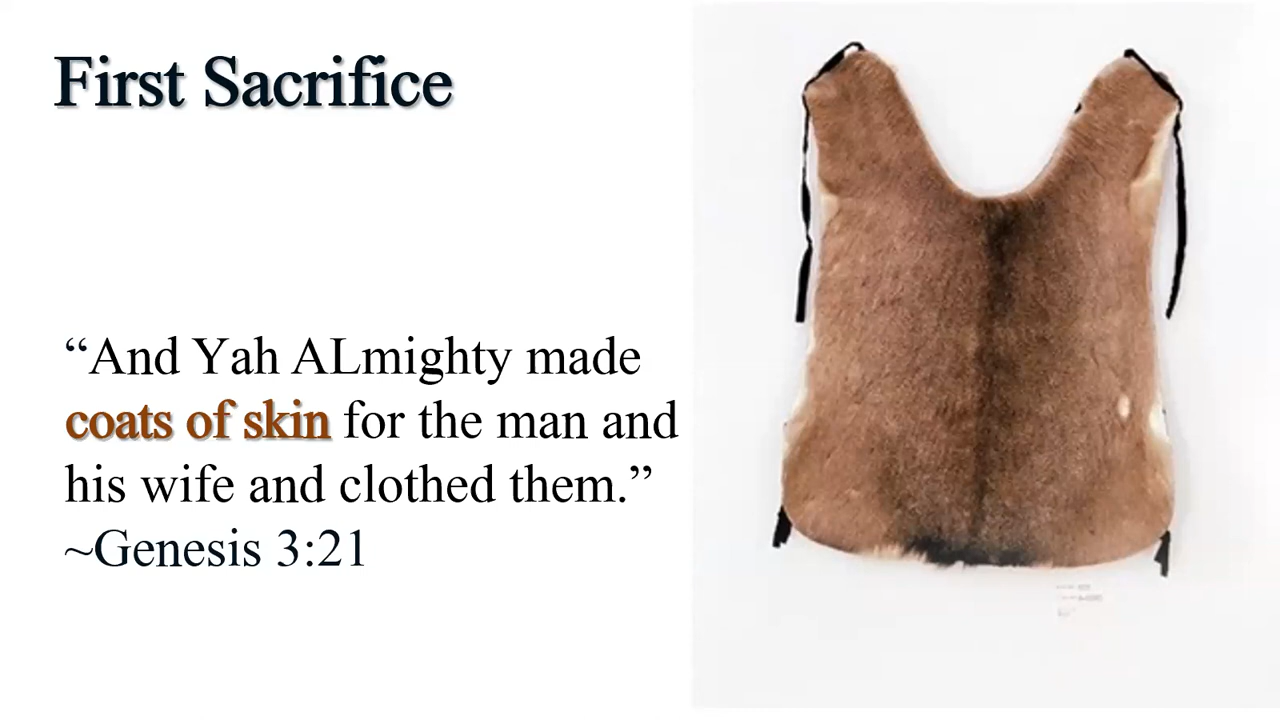 First Sacrifice
“And Yah ALmighty made
coats of skin for the man and
his wife and clothed them.”
~Genesis 3:21